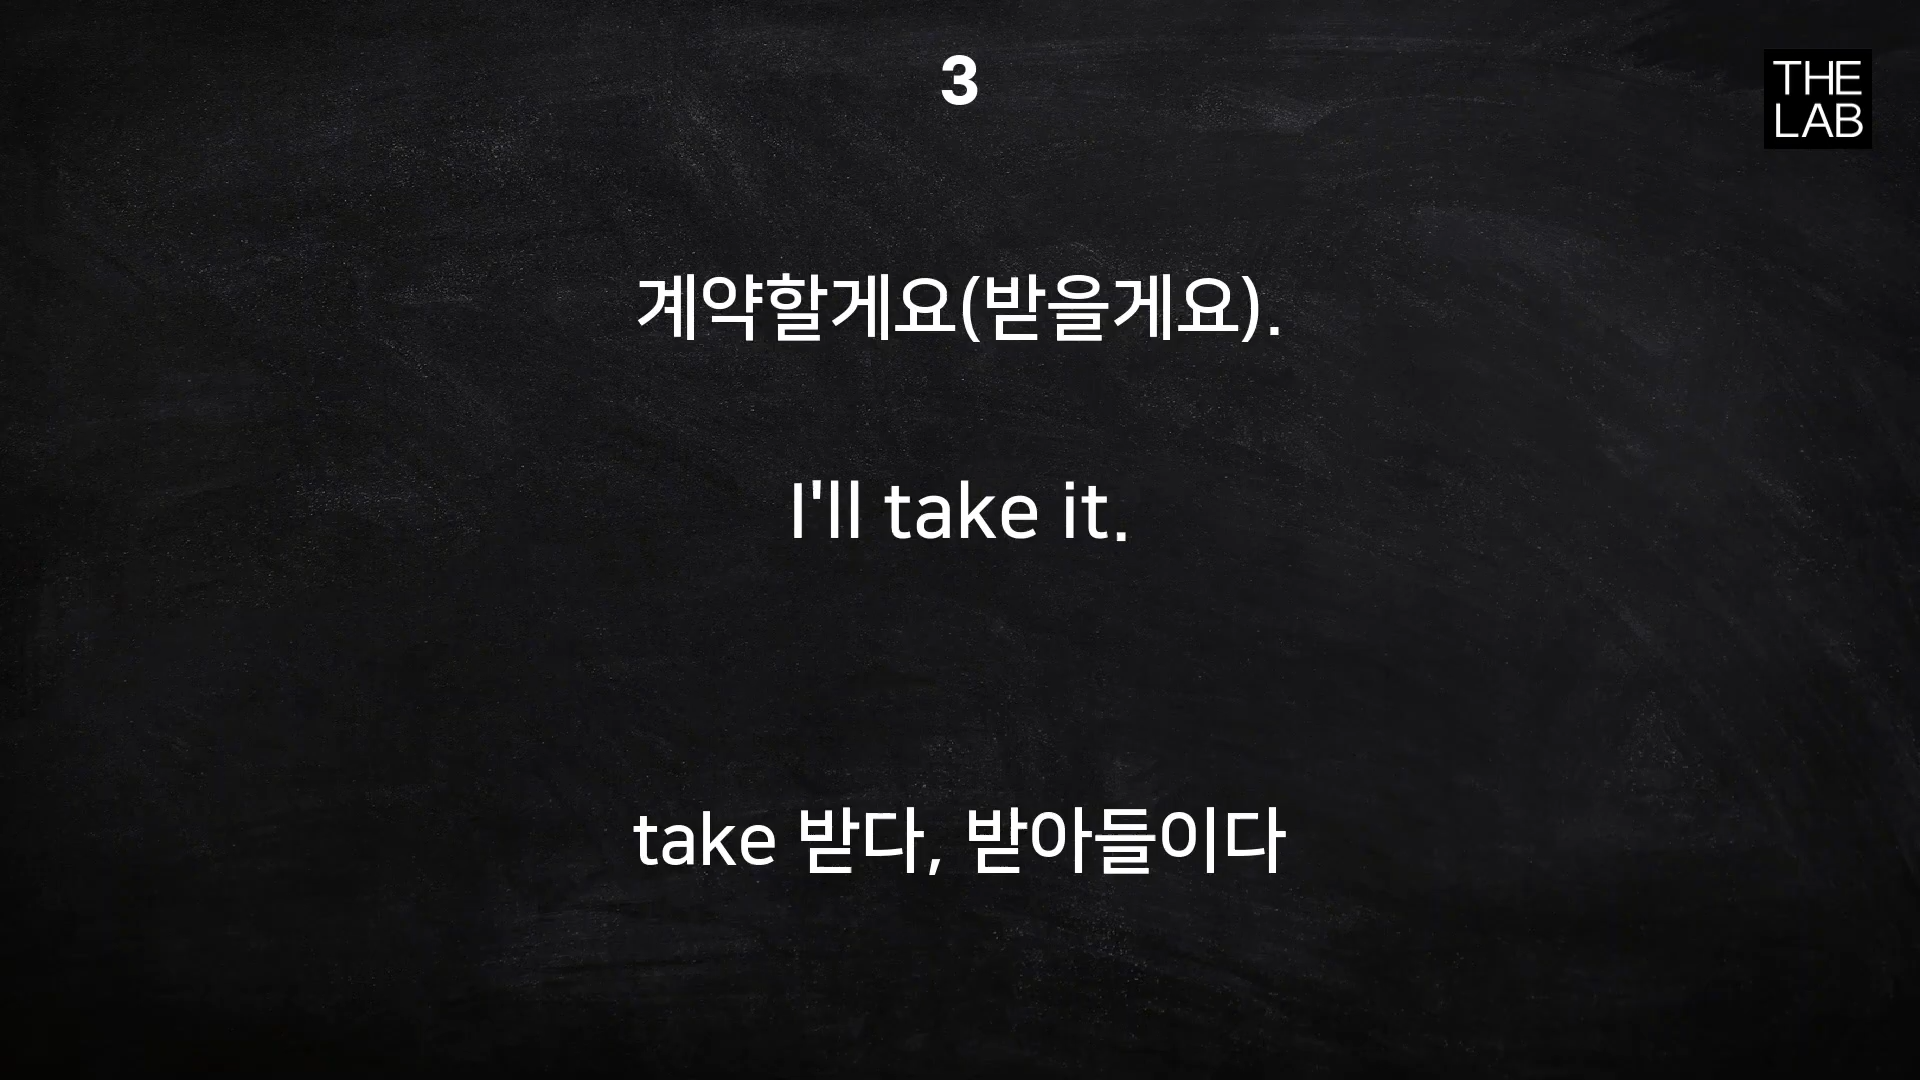 3
THE
LAB
계약할게요(받을게요).
I'll take it.
take 받다, 받아들이다